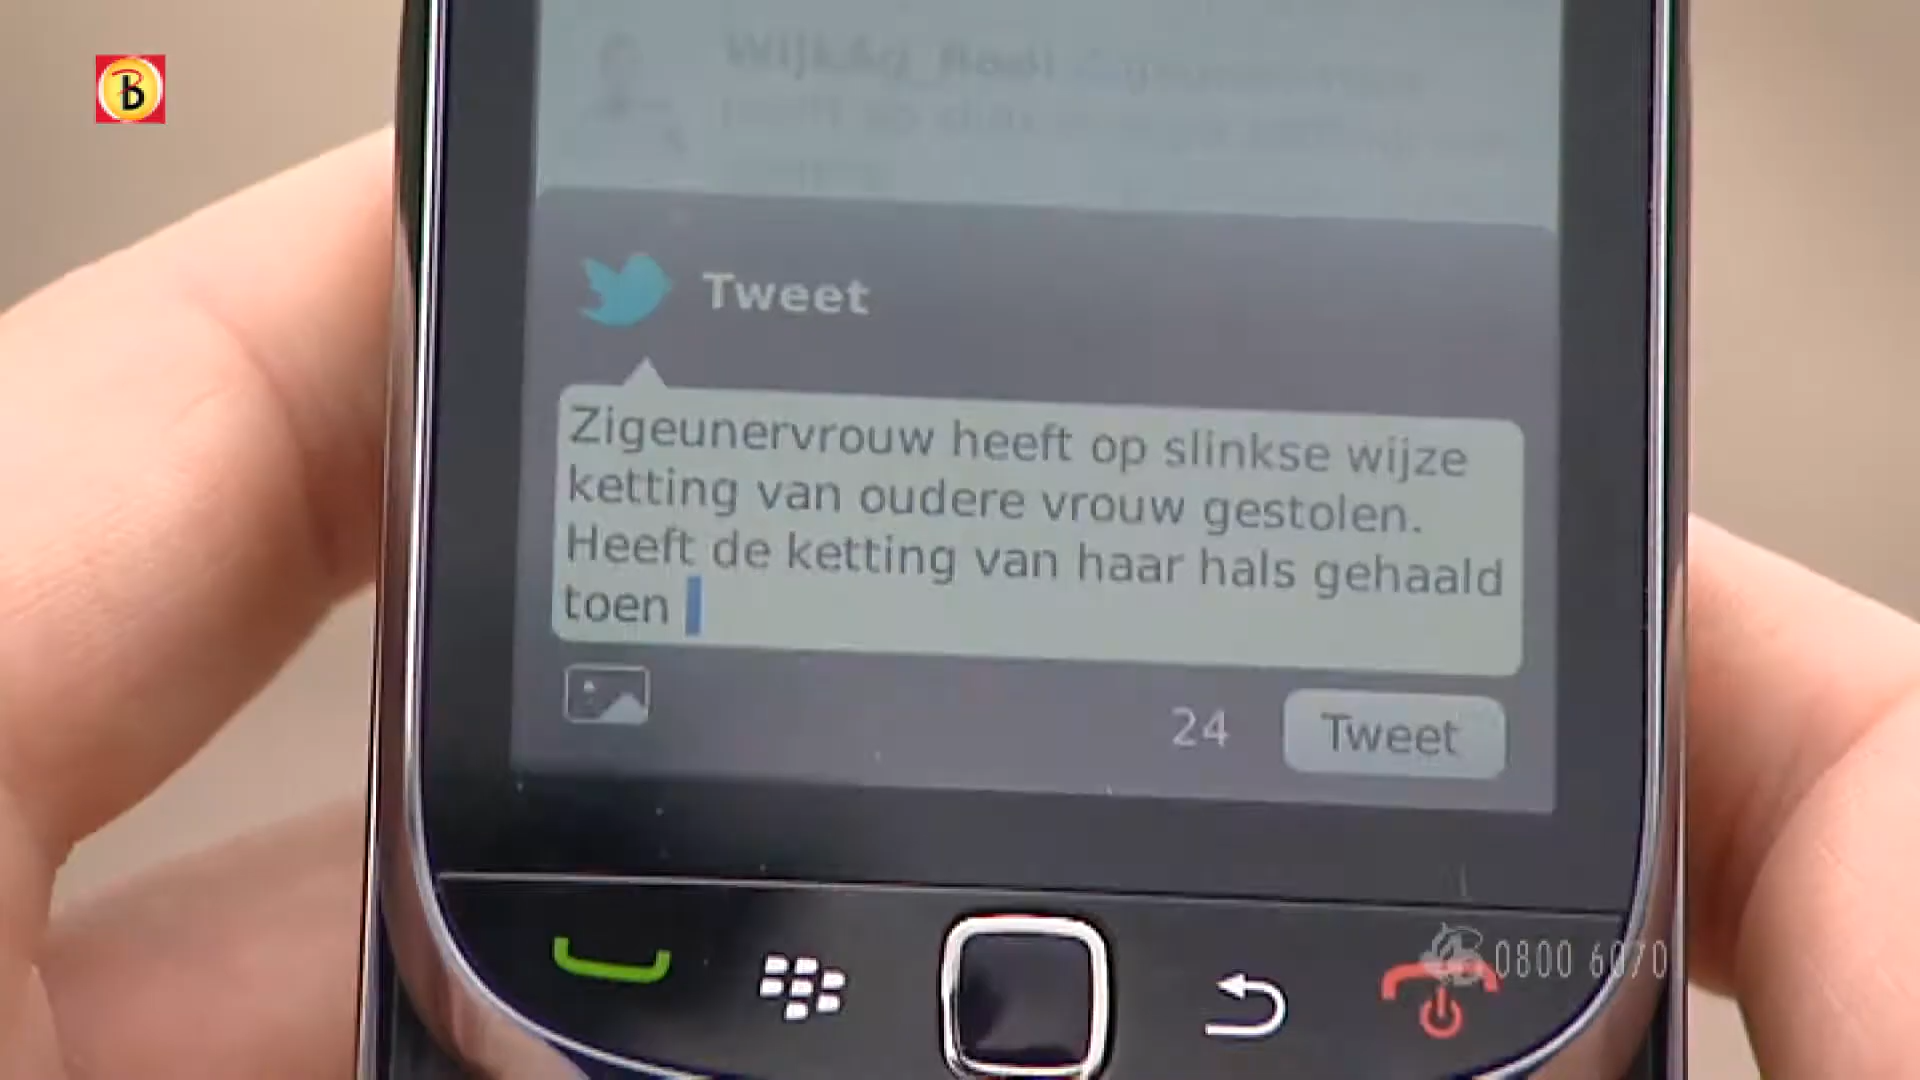 B
Tweet
Zigeunervrouw heeft op slinkse wijze
ketting van oudere vrouw gestolen.
Heeft de ketting van haar hals gehaald
toen
24 Tweet
0800 6070